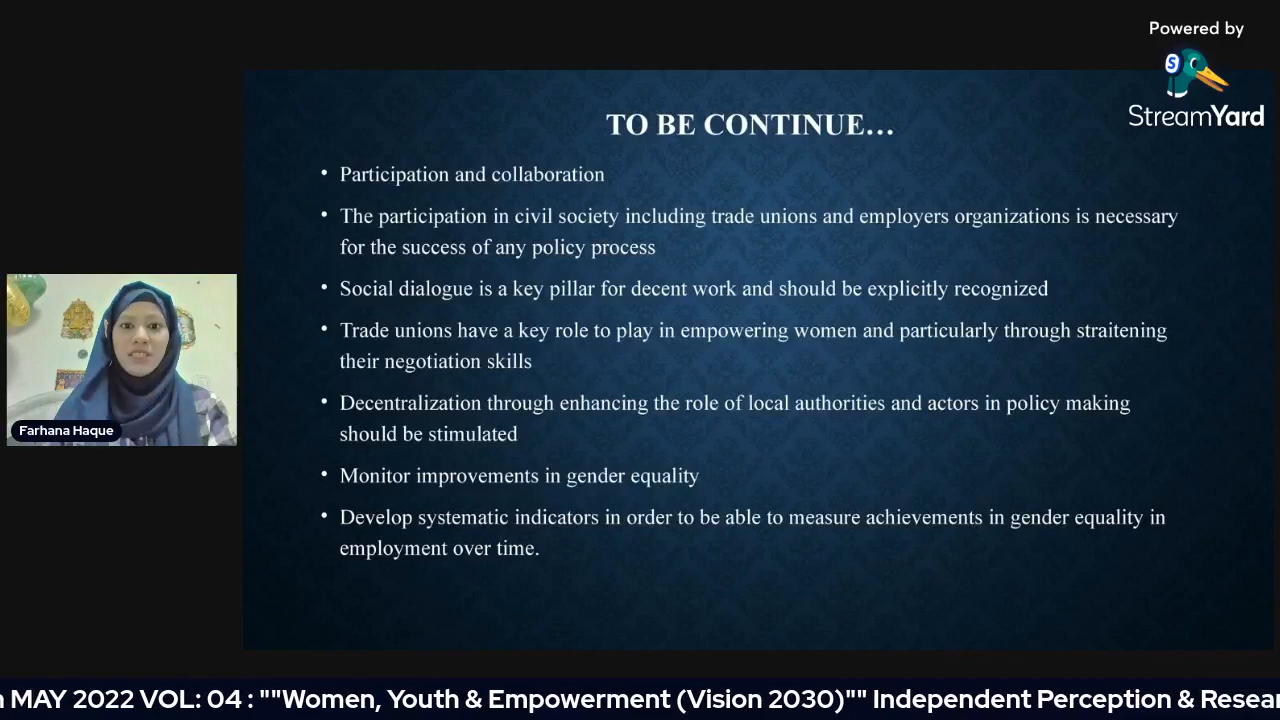 Powered by
S
StreamYard
TO BE CONTINUE...
• Participation and collaboration
• The participation in civil society including trade unions and employers organizations is necessary
for the success of any policy process
• Social dialogue is a key pillar for decent work and should be explicitly recognized
• Trade unions have a key role to play in empowering women and particularly through straitening
their negotiation skills
• Decentralization through enhancing the role of local authorities and actors in policy making
should be stimulated
• Monitor improvements in gender equality
• Develop systematic indicators in order to be able to measure achievements in gender equality in
employment over time.
Farhana Haque
MAY 2022 VOL: 04 : ""Women, Youth & Empowerment (Vision 2030)"" Independent Perception &